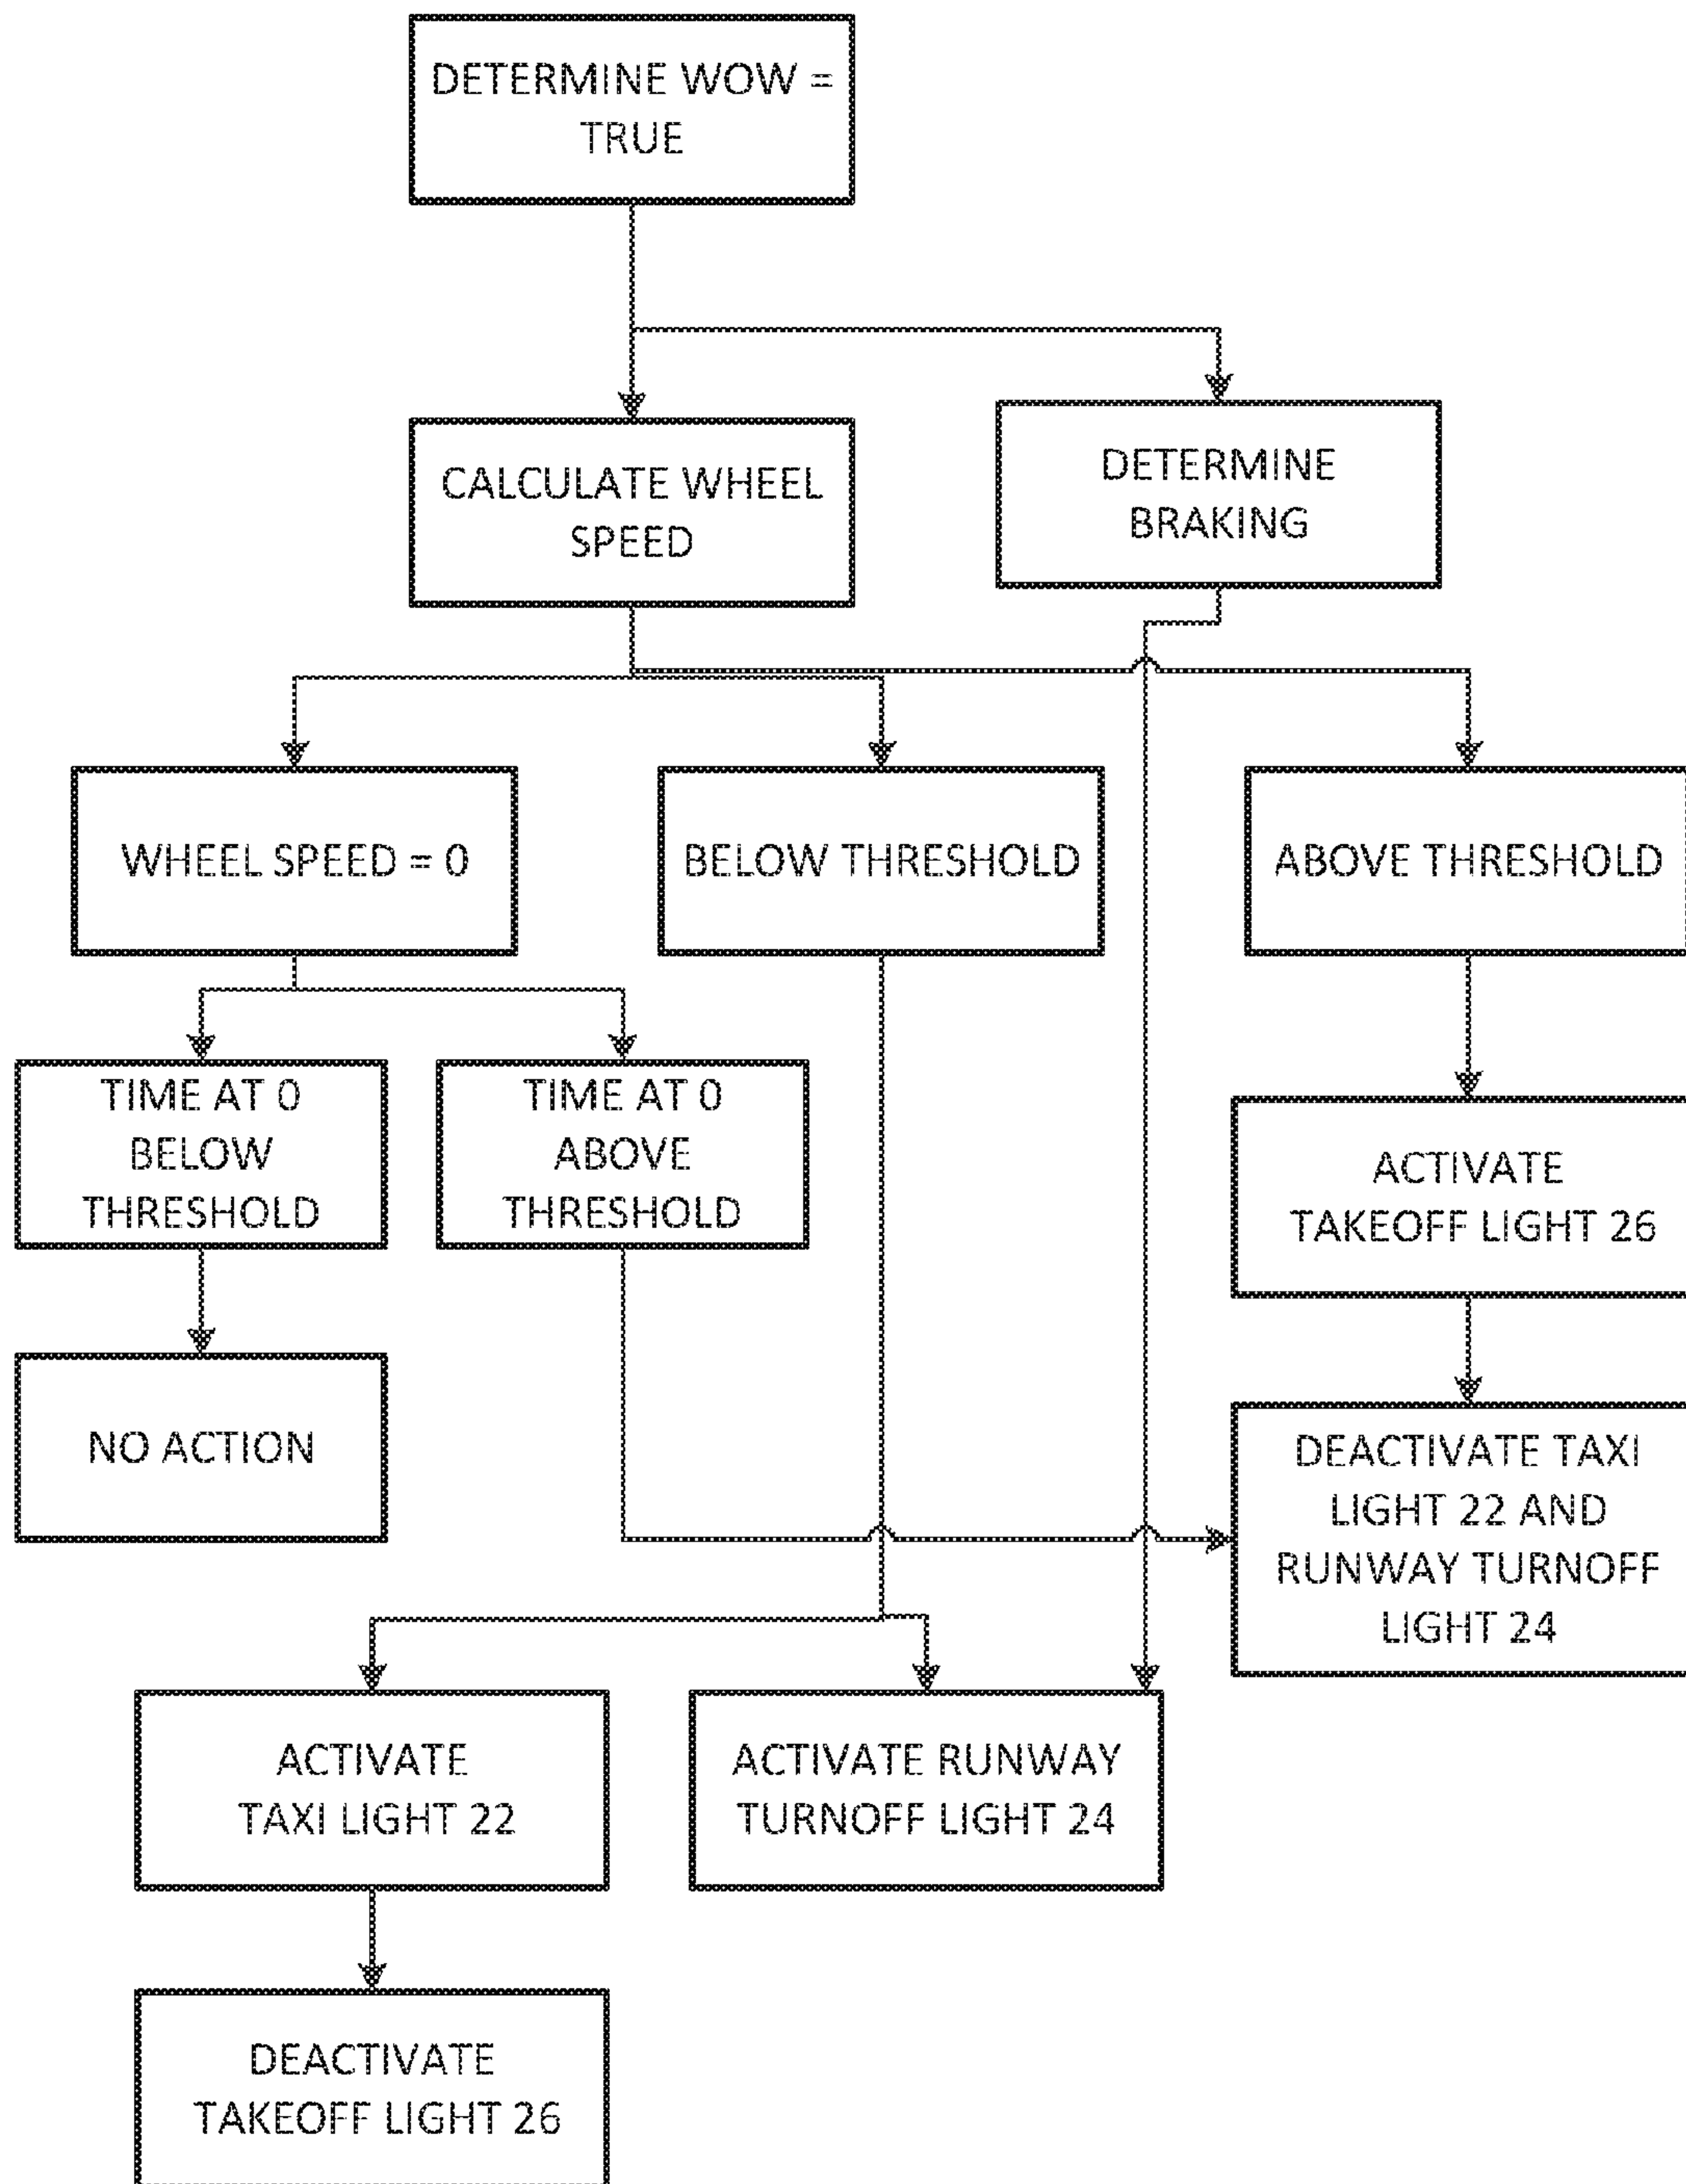 DETERMINE WOW =
TRUE
CALCULATE WHEEL
SPEED
DETERMINE
BRAKING
WHEEL SPEED = 0
BELOW THRESHOLD
ABOVE THRESHOLD
TIME AT 0
BELOW
THRESHOLD
TIME AT 0
ABOVE
THRESHOLD
ACTIVATE
TAKEOFF LIGHT 26
NO ACTION
DEACTIVATE TAXI
LIGHT 22 AND
RUNWAY TURNOFF
LIGHT 24
ACTIVATE
TAXI LIGHT 22
ACTIVATE RUNWAY
TURNOFF LIGHT 24
DEACTIVATE
TAKEOFF LIGHT 26